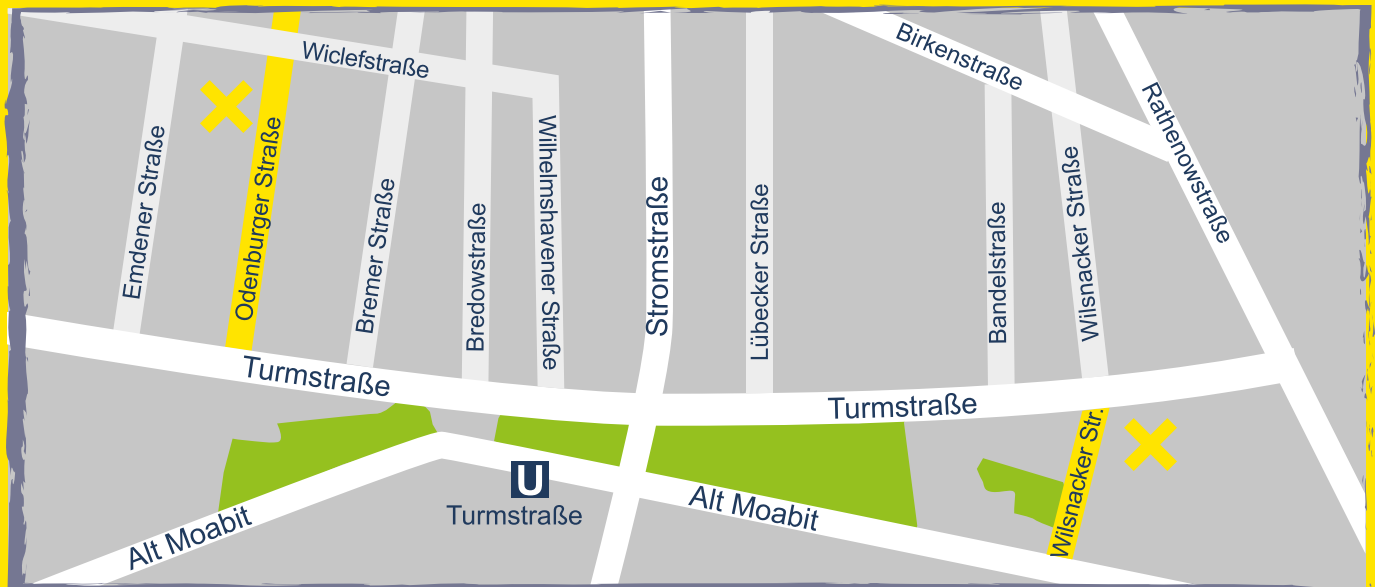 Wiclefstraße
Birkenstraße
Rathenowstraße
Emdener Straße
Odenburger Straße
Bremer Straße
Bredowstraße
Wilhelmshavener Straße
Stromstraße
Lübecker Straße
Bandelstraße
Wilsnacker Straße
Turmstraße
Turmstraße
Wilsnacker Str.
U
Turmstraße
Alt Moabit
Alt Moabit